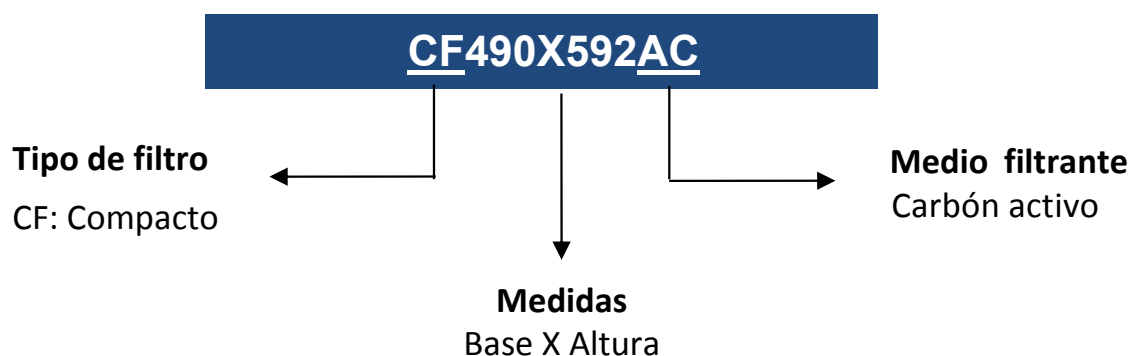 CF490X592AC
Tipo de filtro
CF: Compacto
Medio filtrante
Carbón activo
Medidas
Base X Altura